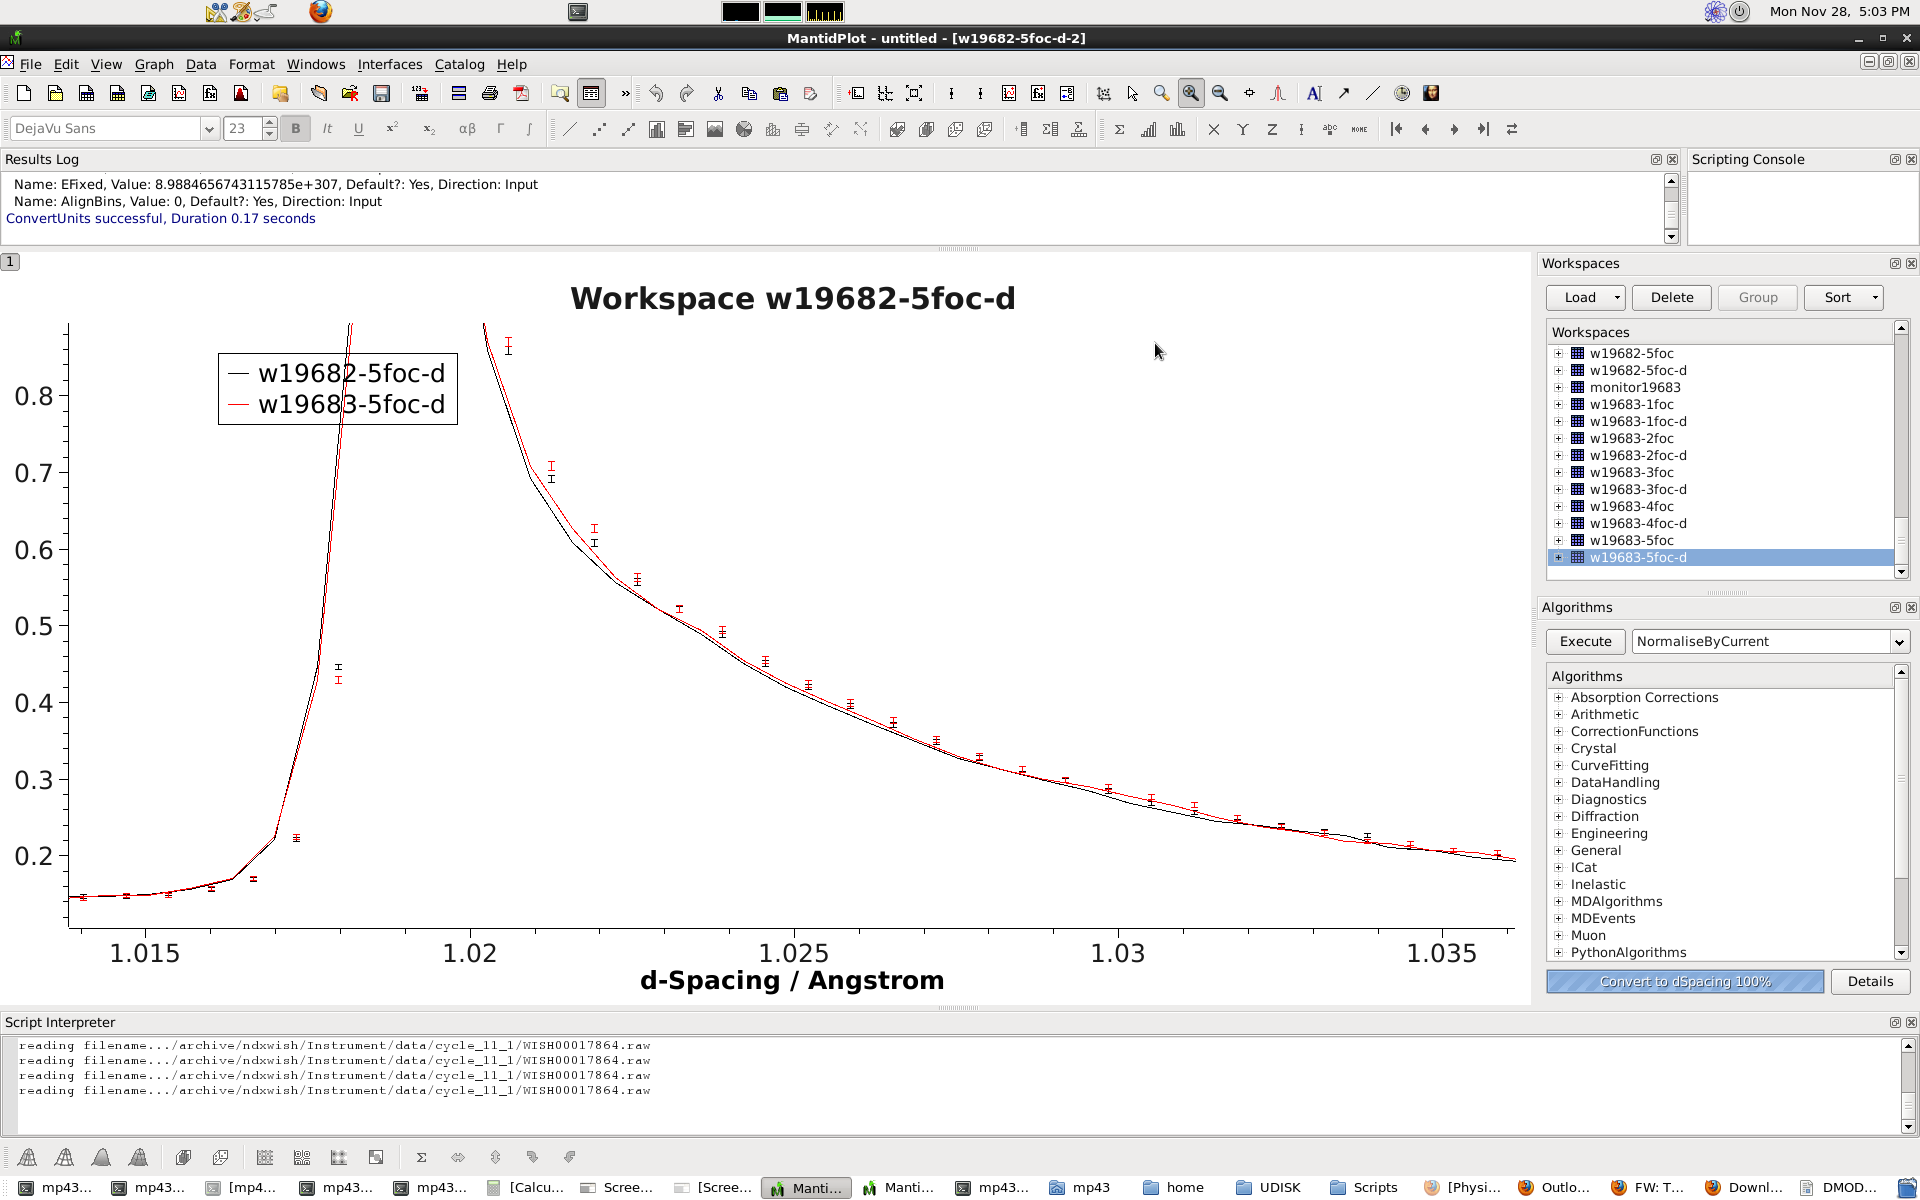 Mon Nov 28, 5:03 PM
MantidPlot - untitled - [w19682-5foc-d-2]
File Edit View Graph Data Format Windows Interfaces Catalog Help
DejaVu Sans 23 B It U x² x₂ αβ Γ ∫
Results Log
Scripting Console
Name: EFixed, Value: 8.9884656743115785e+307, Default?: Yes, Direction: Input
Name: AlignBins, Value: 0, Default?: Yes, Direction: Input
ConvertUnits successful, Duration 0.17 seconds
1
Workspace w19682-5foc-d
w19682-5foc-d
w19683-5foc-d
0.8
0.7
0.6
0.5
0.4
0.3
0.2
1.015 1.02 1.025 1.03 1.035
d-Spacing / Angstrom
Workspaces
Load Delete Group Sort
Workspaces
w19682-5foc
w19682-5foc-d
monitor19683
w19683-1foc
w19683-1foc-d
w19683-2foc
w19683-2foc-d
w19683-3foc
w19683-3foc-d
w19683-4foc
w19683-4foc-d
w19683-5foc
w19683-5foc-d
Algorithms
Execute NormaliseByCurrent
Algorithms
Absorption Corrections
Arithmetic
CorrectionFunctions
Crystal
CurveFitting
DataHandling
Diagnostics
Diffraction
Engineering
General
ICat
Inelastic
MDAlgorithms
MDEvents
Muon
PythonAlgorithms
Convert to dSpacing 100% Details
Script Interpreter
reading filename.../archive/ndxwish/Instrument/data/cycle_11_1/WISH00017864.raw
reading filename.../archive/ndxwish/Instrument/data/cycle_11_1/WISH00017864.raw
reading filename.../archive/ndxwish/Instrument/data/cycle_11_1/WISH00017864.raw
reading filename.../archive/ndxwish/Instrument/data/cycle_11_1/WISH00017864.raw
mp43... mp43... [mp4... mp43... mp43... [Calcu... Scree... [Scree... Manti... Manti... mp43... mp43 home UDISK Scripts [Physi... Outlo... FW: T... Downl... DMOD...